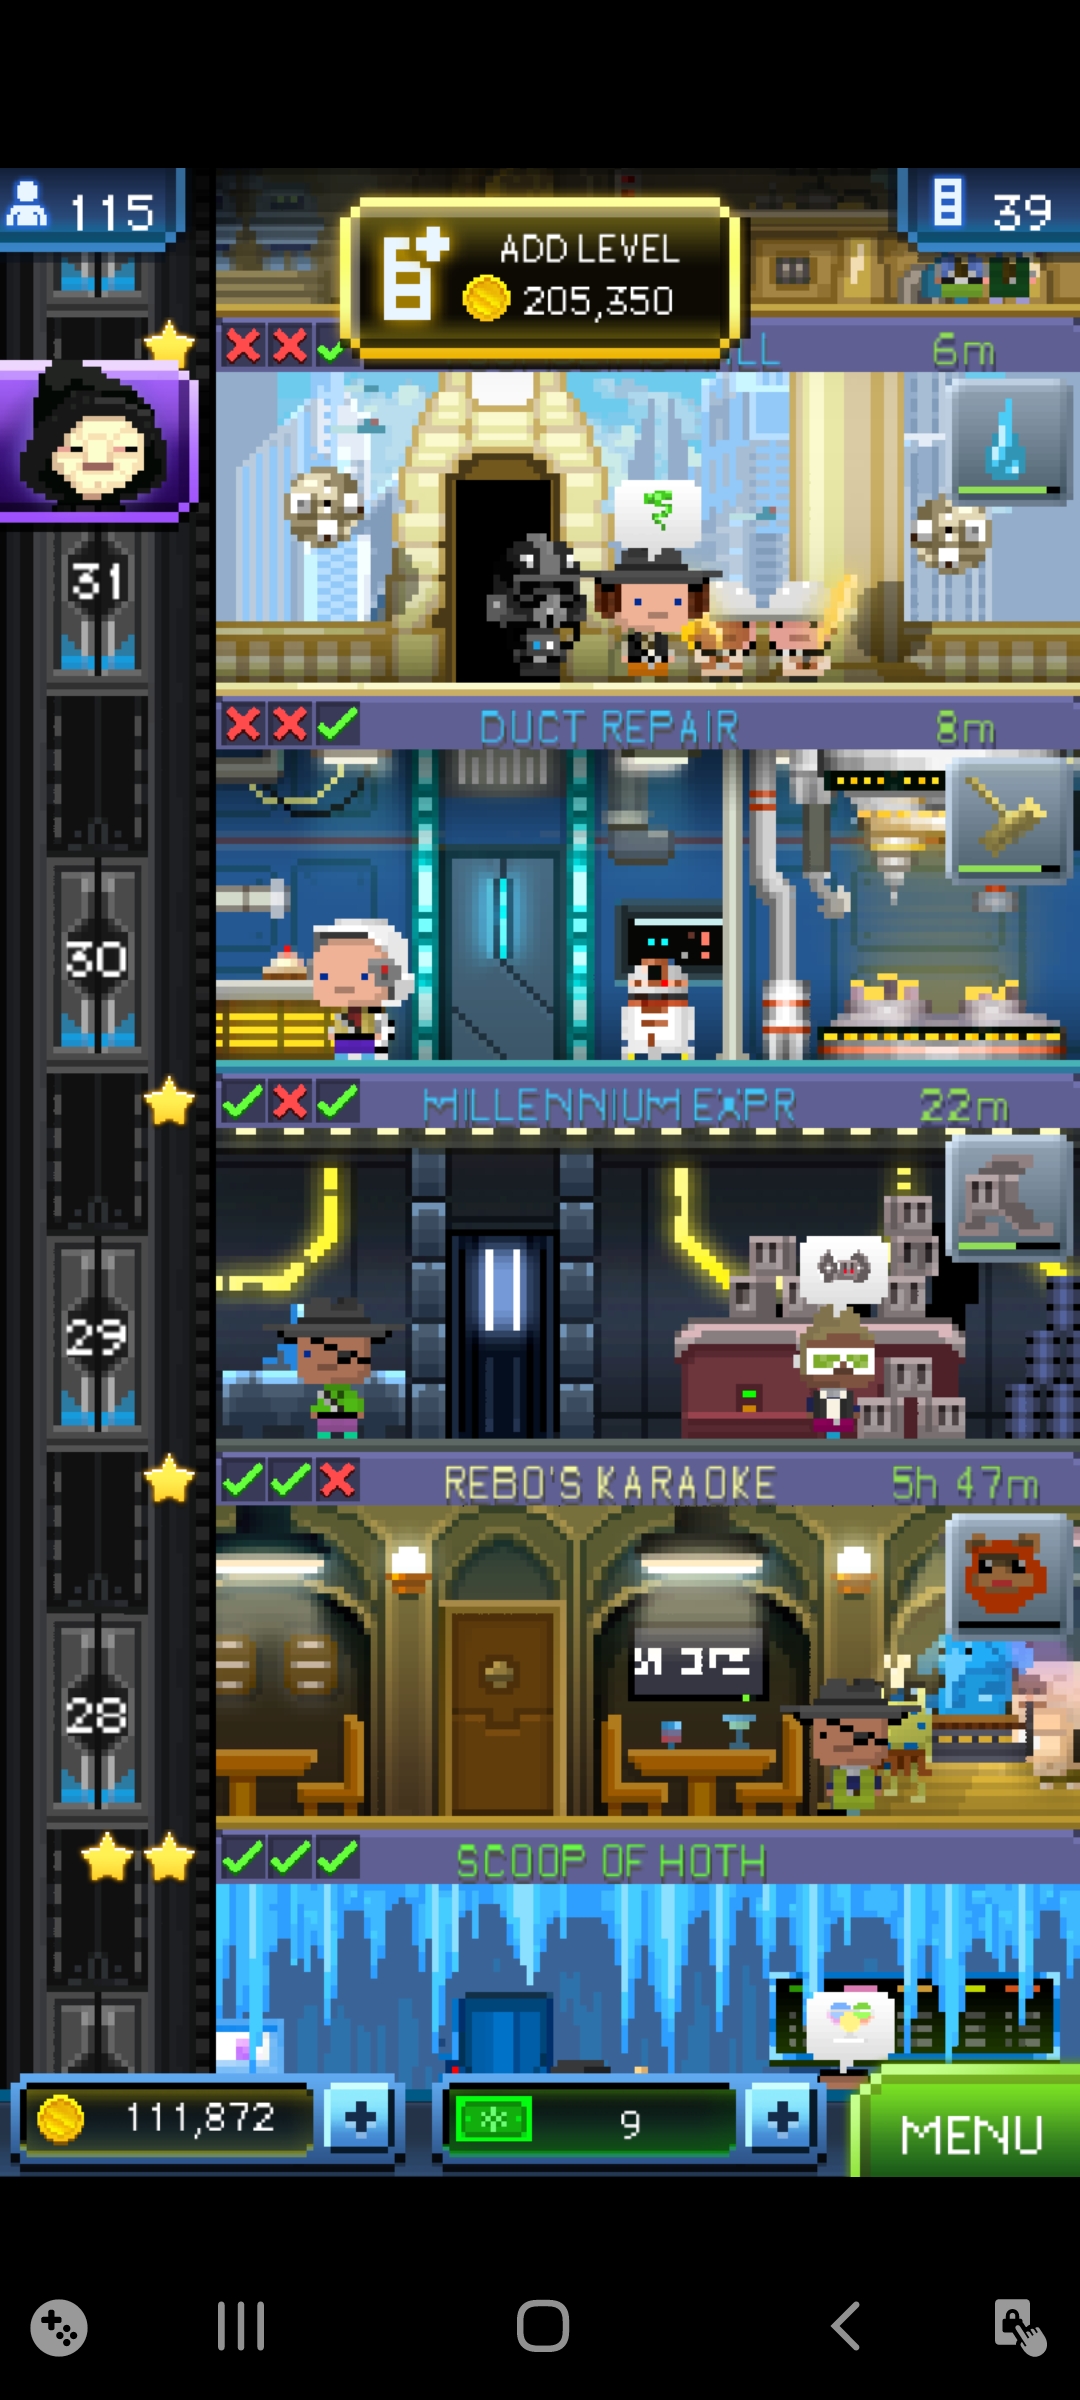 115
39
ADD LEVEL
205,350
LL 6m
31
DUCT REPAIR 8m
30
MILLENNIUM EXPR 22m
29
REBO'S KARAOKE 5h 47m
28
SCOOP OF HOTH
111,872
9
MENU